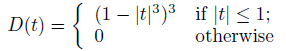 D(t) = { (1 − |t|³)³ if |t| ≤ 1;
0 otherwise